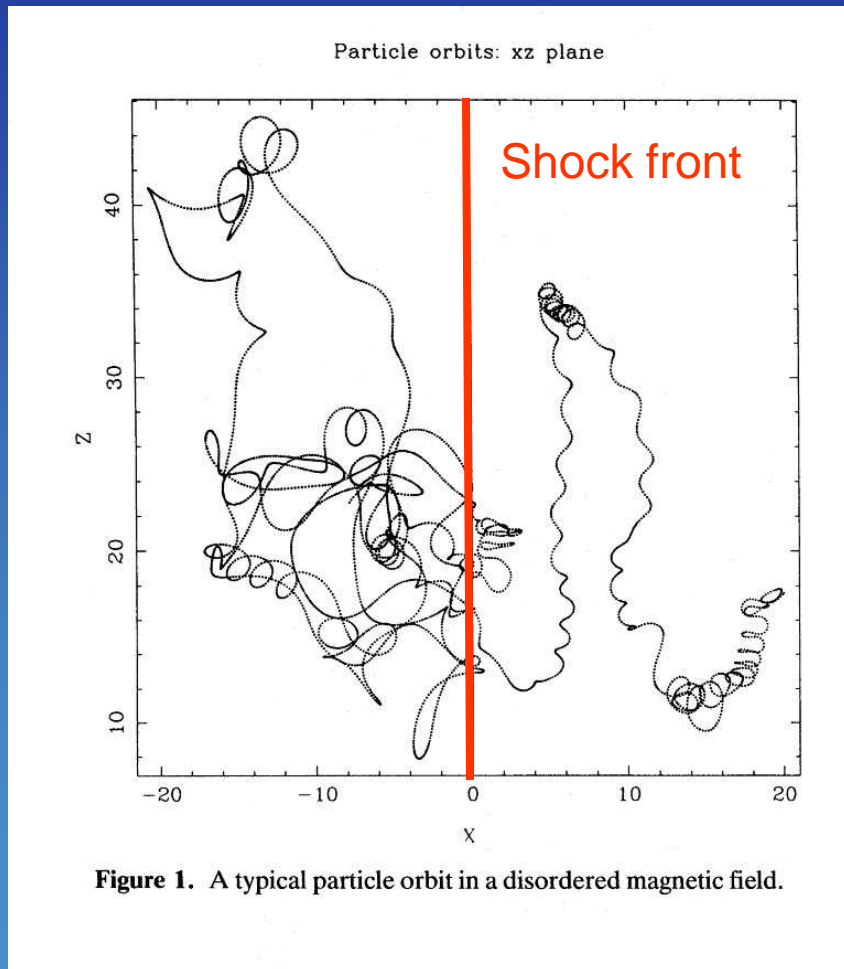 Particle orbits: xz plane
Shock front
40
30
Z
20
10
−20 −10 0 10 20
X
Figure 1. A typical particle orbit in a disordered magnetic field.